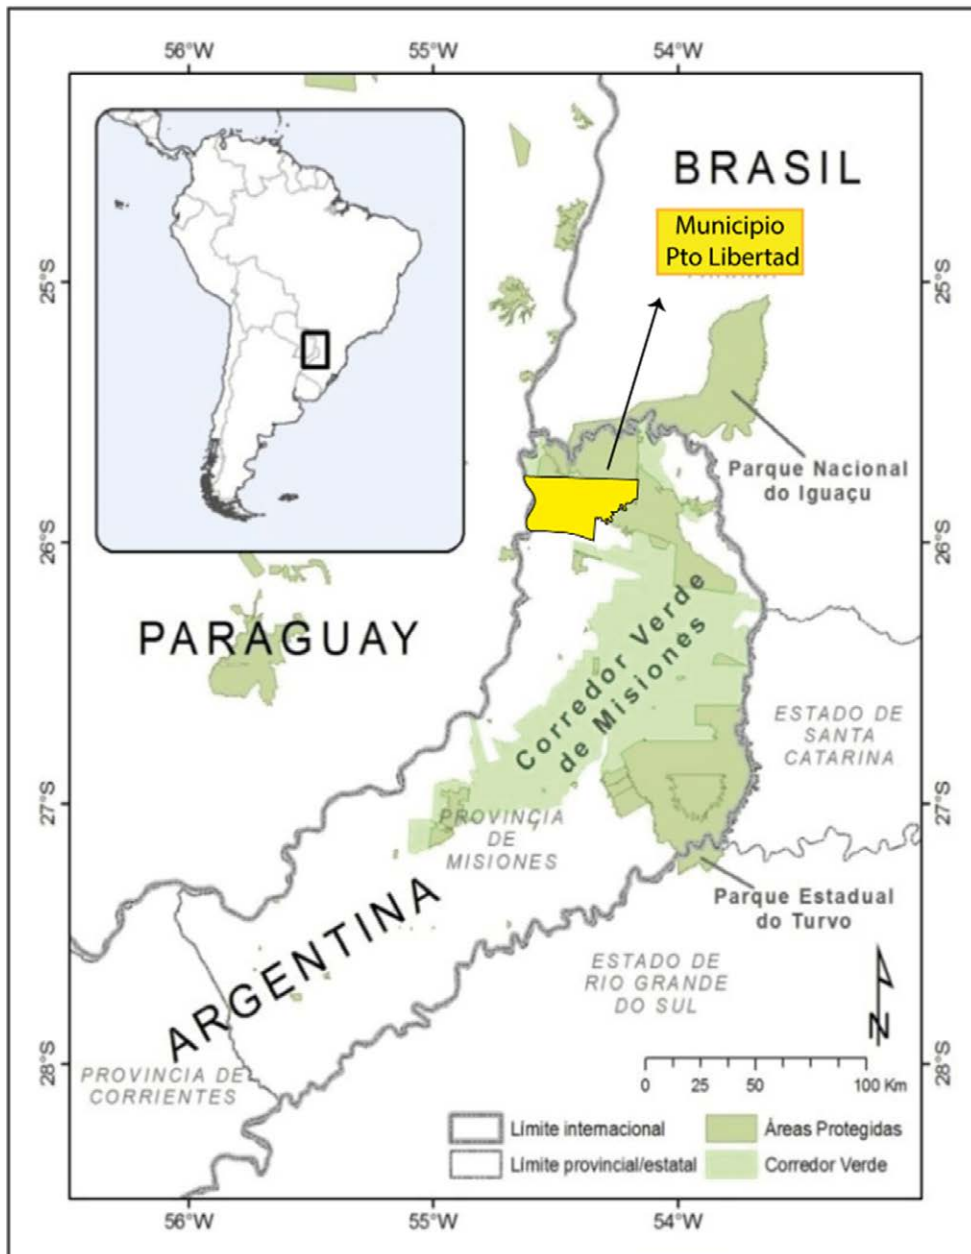 56°W
55°W
54°W
BRASIL
Municipio
Pto Libertad
25°S
25°S
Parque Nacional
do Iguaçu
26°S
26°S
PARAGUAY
Corredor Verde
de Misiones
ESTADO DE
SANTA
CATARINA
27°S
27°S
PROVINCIA
DE
MISIONES
Parque Estadual
do Turvo
ARGENTINA
ESTADO DE
RIO GRANDE
DO SUL
N
28°S
28°S
PROVINCIA DE
CORRIENTES
0 25 50 100 Km
Límite internacional
Áreas Protegidas
Límite provincial/estatal
Corredor Verde
56°W
55°W
54°W